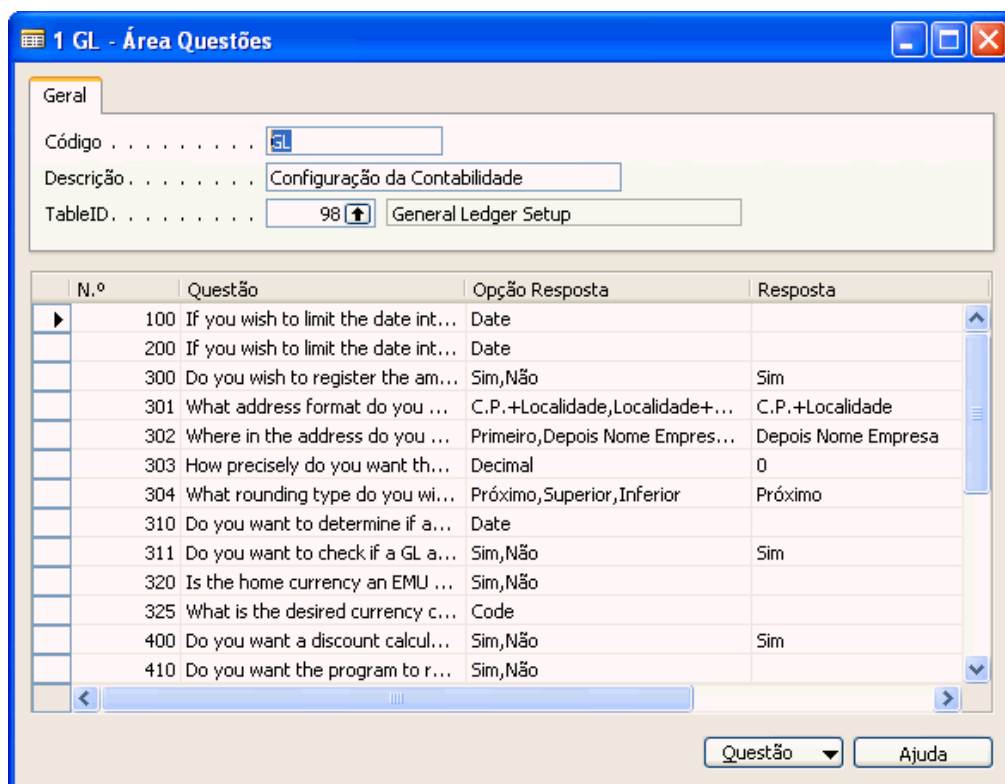 1 GL - Área Questões
Geral
Código . . . . . . . . . GL
Descrição . . . . . . . . Configuração da Contabilidade
TableID. . . . . . . . . 98 General Ledger Setup
N.º Questão Opção Resposta Resposta
100 If you wish to limit the date int... Date
200 If you wish to limit the date int... Date
300 Do you wish to register the am... Sim,Não Sim
301 What address format do you ... C.P.+Localidade,Localidade+... C.P.+Localidade
302 Where in the address do you ... Primeiro,Depois Nome Empres... Depois Nome Empresa
303 How precisely do you want th... Decimal 0
304 What rounding type do you wi... Próximo,Superior,Inferior Próximo
310 Do you want to determine if a... Date
311 Do you want to check if a GL a... Sim,Não Sim
320 Is the home currency an EMU ... Sim,Não
325 What is the desired currency c... Code
400 Do you want a discount calcul... Sim,Não Sim
410 Do you want the program to r... Sim,Não
Questão Ajuda